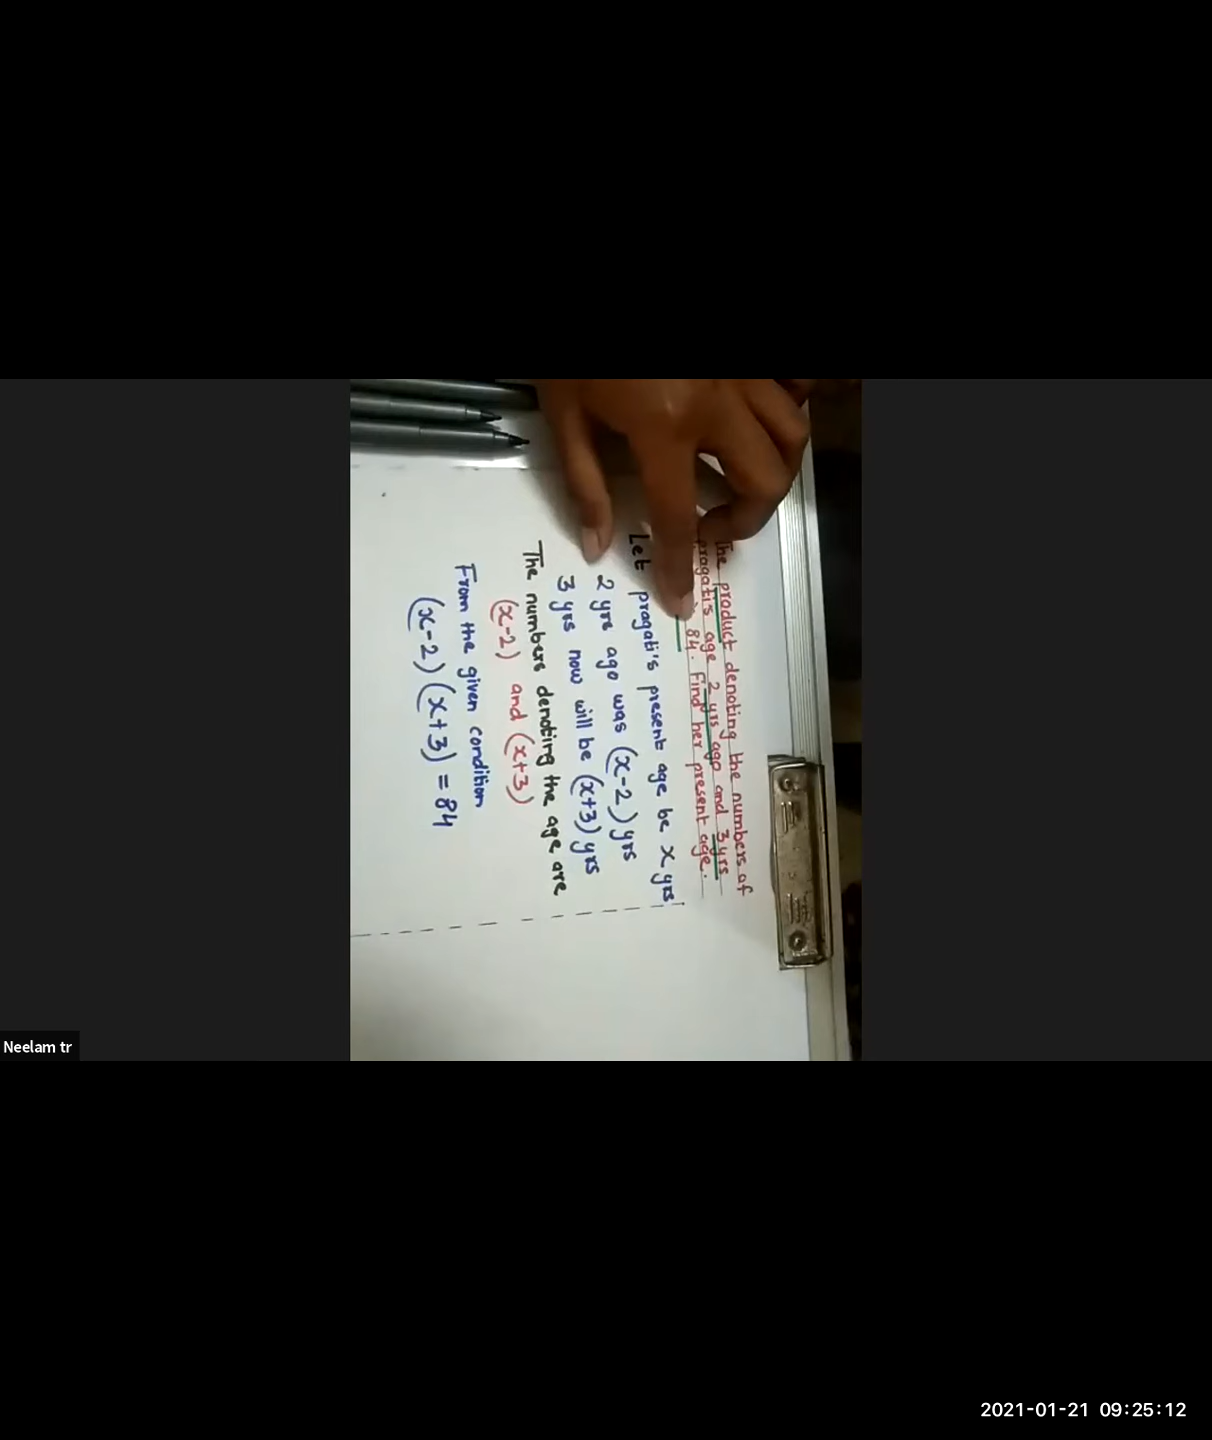 The product denoting the numbers of
pragati's age 2 yrs ago and 3 yrs
84. Find her present age.
Let pragati's present age be x yrs
2 yrs ago was (x-2) yrs
3 yrs now will be (x+3) yrs
The numbers denoting the age are
(x-2) and (x+3)
From the given condition
(x-2) (x+3) = 84
Neelam tr
2021-01-21 09:25:12